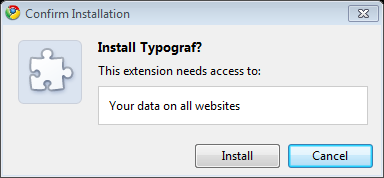 Confirm Installation
Install Typograf?
This extension needs access to:
Your data on all websites
Install
Cancel